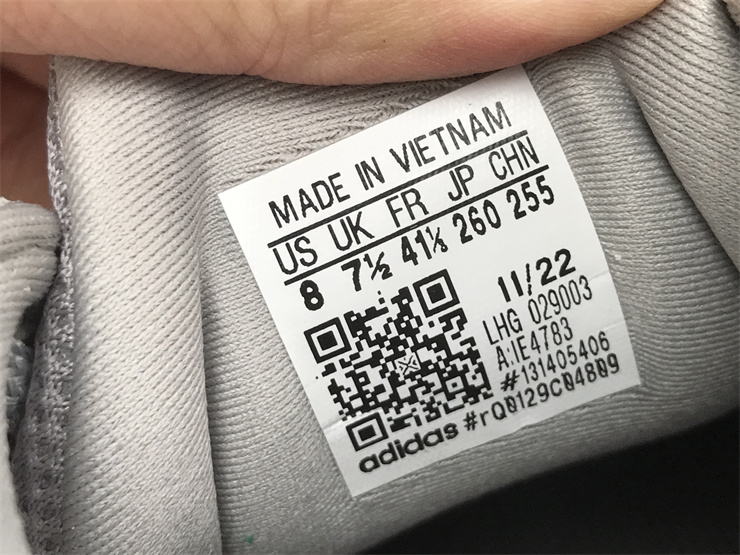 MADE IN VIETNAM
US UK FR JP CHN
8 7½ 41⅓ 260 255
11/22
LHG 029003
A:IE4783
#131405406
adidas #rQ0129C04809